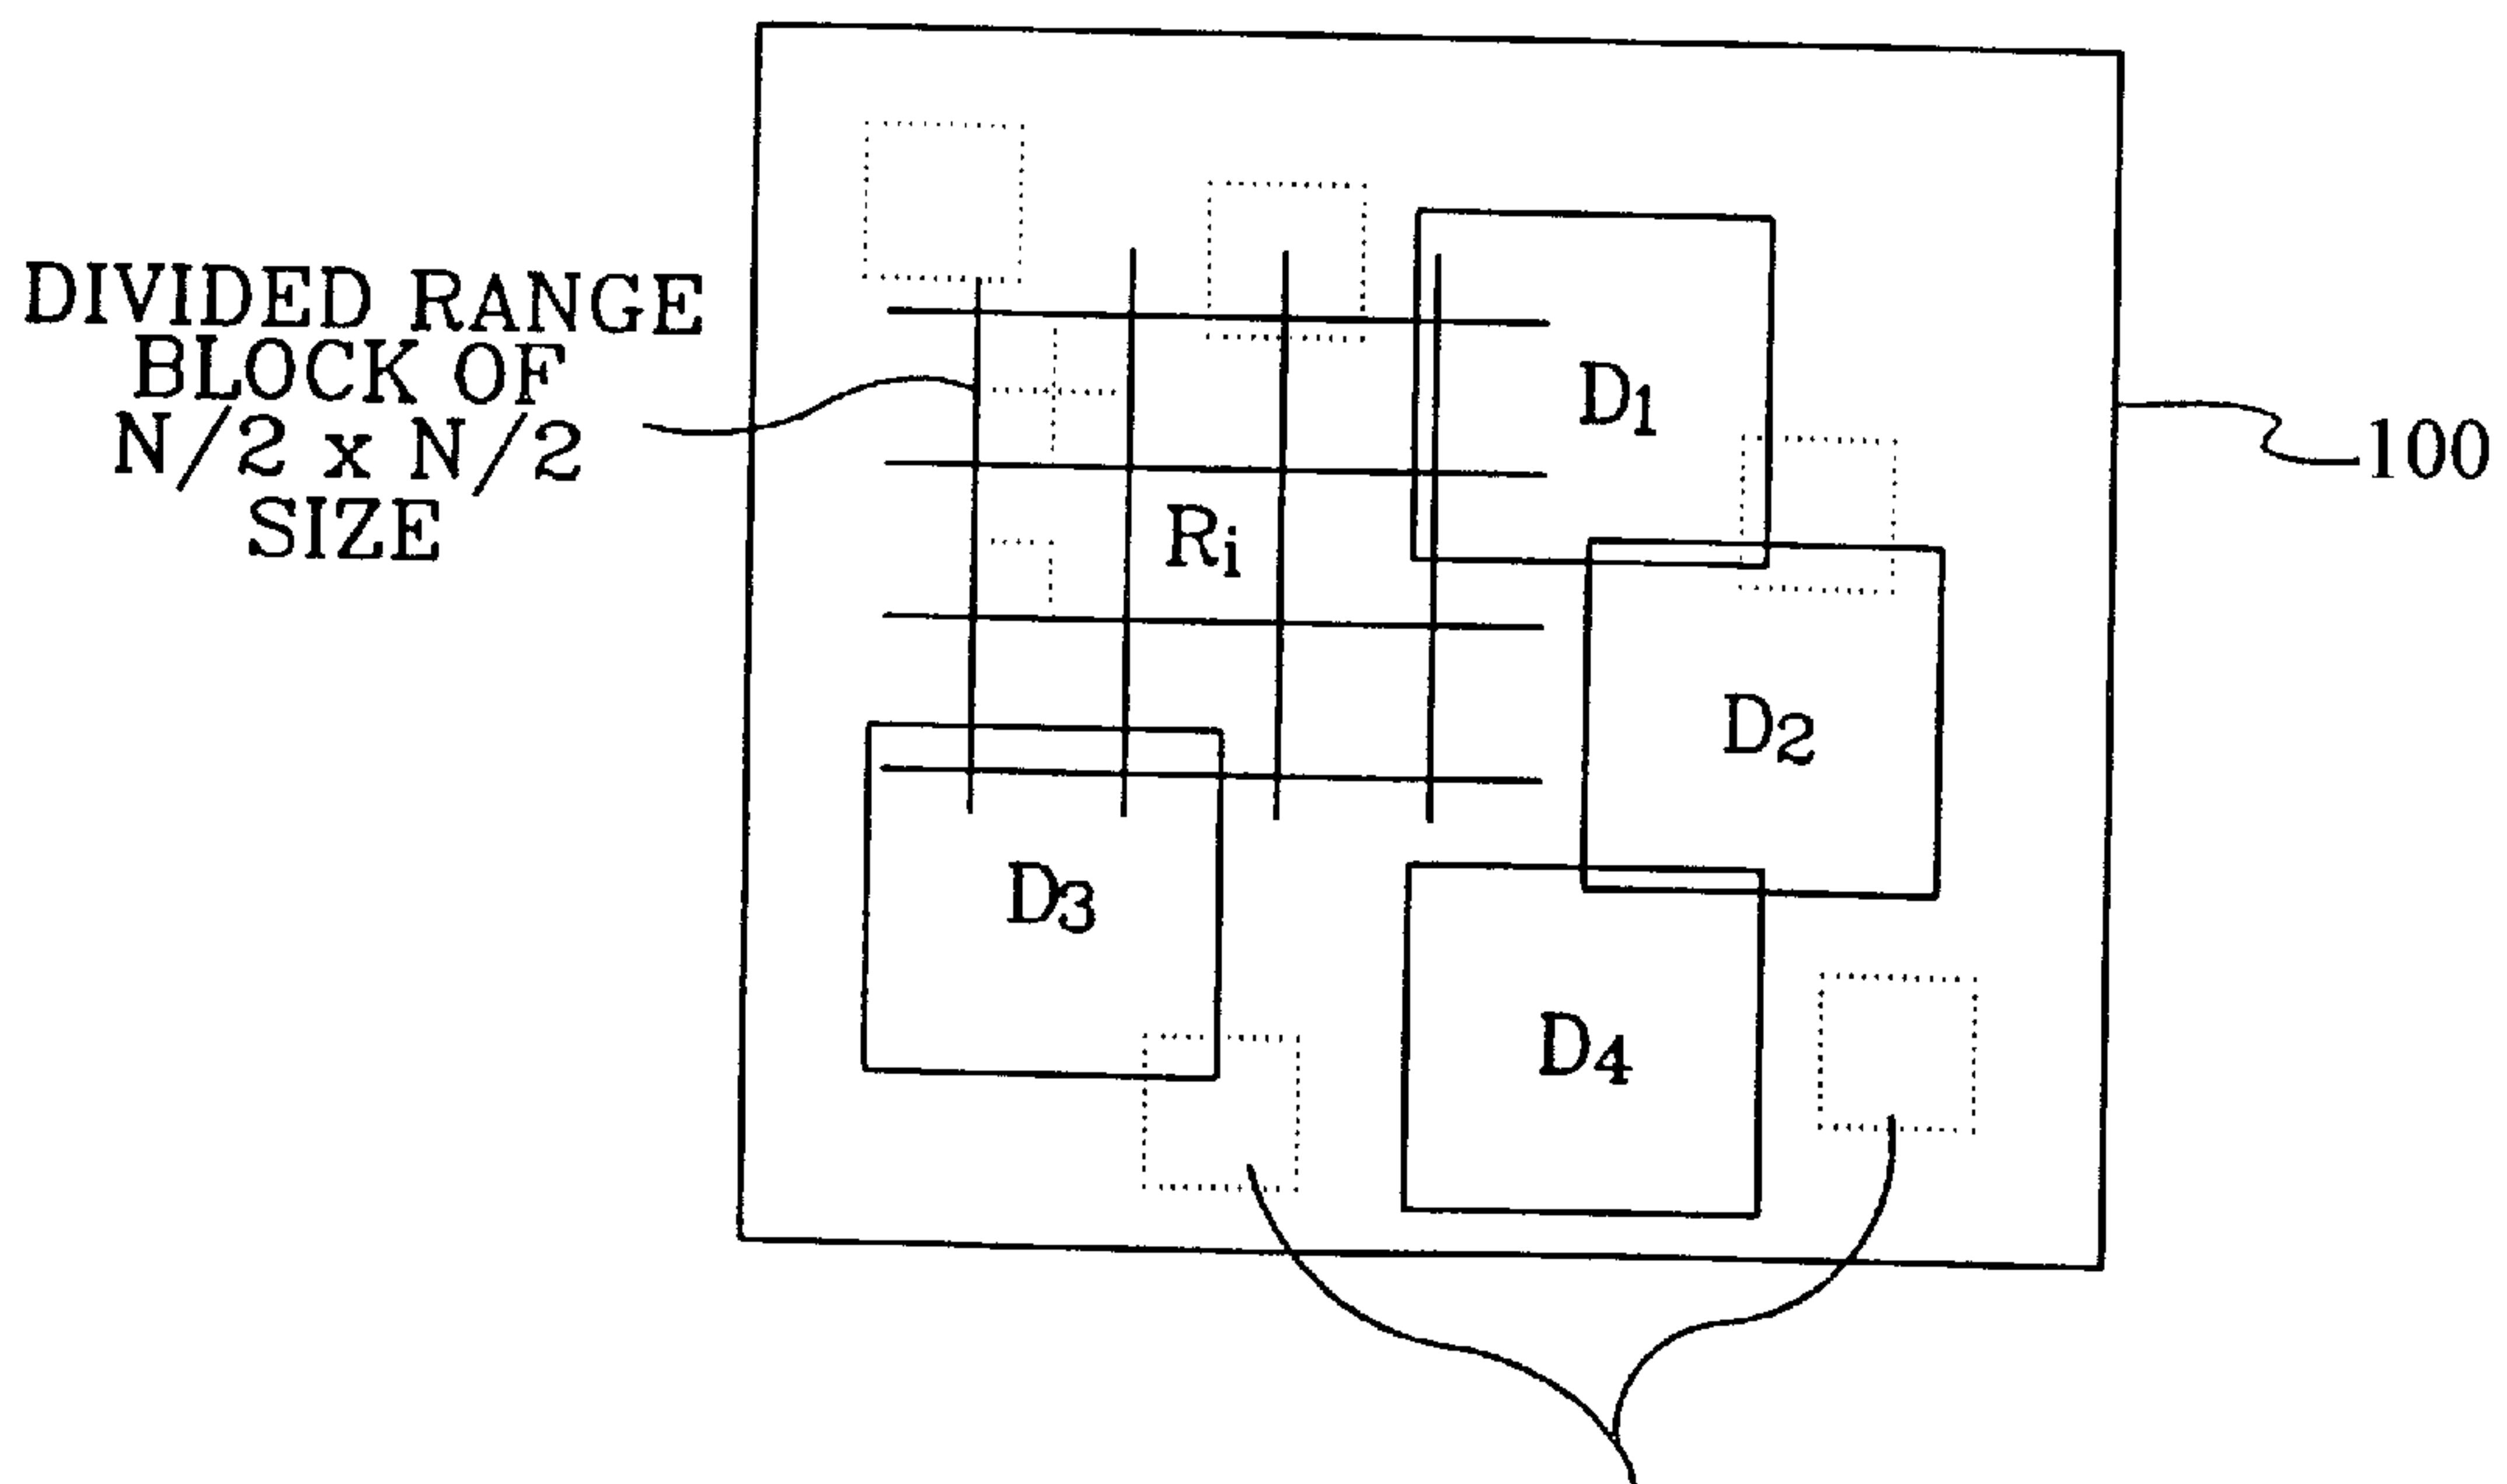 DIVIDED RANGE
BLOCK OF
N/2 x N/2
SIZE
D1
100
Ri
D2
D3
D4